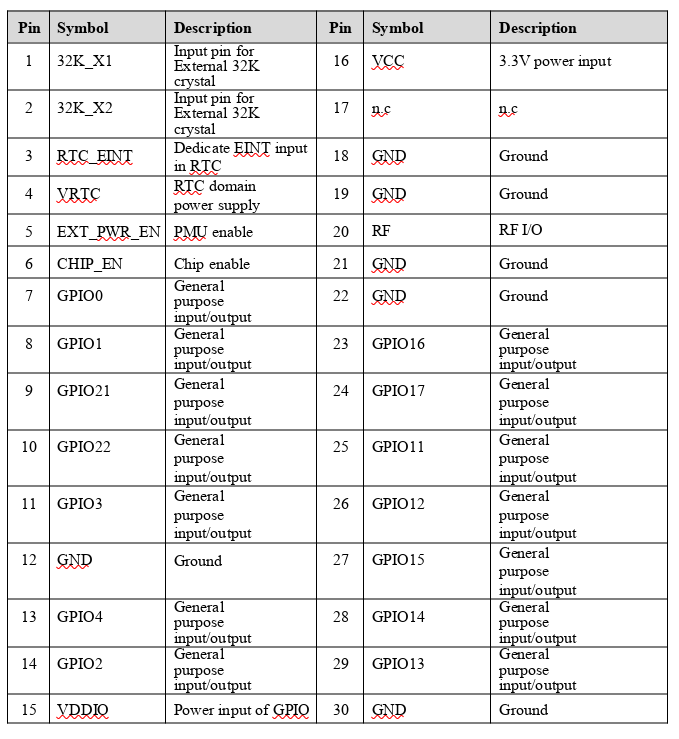 Pin Symbol Description Pin Symbol Description
1 32K_X1 Input pin for External 32K crystal 16 VCC 3.3V power input
2 32K_X2 Input pin for External 32K crystal 17 n.c n.c
3 RTC_EINT Dedicate EINT input in RTC 18 GND Ground
4 VRTC RTC domain power supply 19 GND Ground
5 EXT_PWR_EN PMU enable 20 RF RF I/O
6 CHIP_EN Chip enable 21 GND Ground
7 GPIO0 General purpose input/output 22 GND Ground
8 GPIO1 General purpose input/output 23 GPIO16 General purpose input/output
9 GPIO21 General purpose input/output 24 GPIO17 General purpose input/output
10 GPIO22 General purpose input/output 25 GPIO11 General purpose input/output
11 GPIO3 General purpose input/output 26 GPIO12 General purpose input/output
12 GND Ground 27 GPIO15 General purpose input/output
13 GPIO4 General purpose input/output 28 GPIO14 General purpose input/output
14 GPIO2 General purpose input/output 29 GPIO13 General purpose input/output
15 VDDIO Power input of GPIO 30 GND Ground